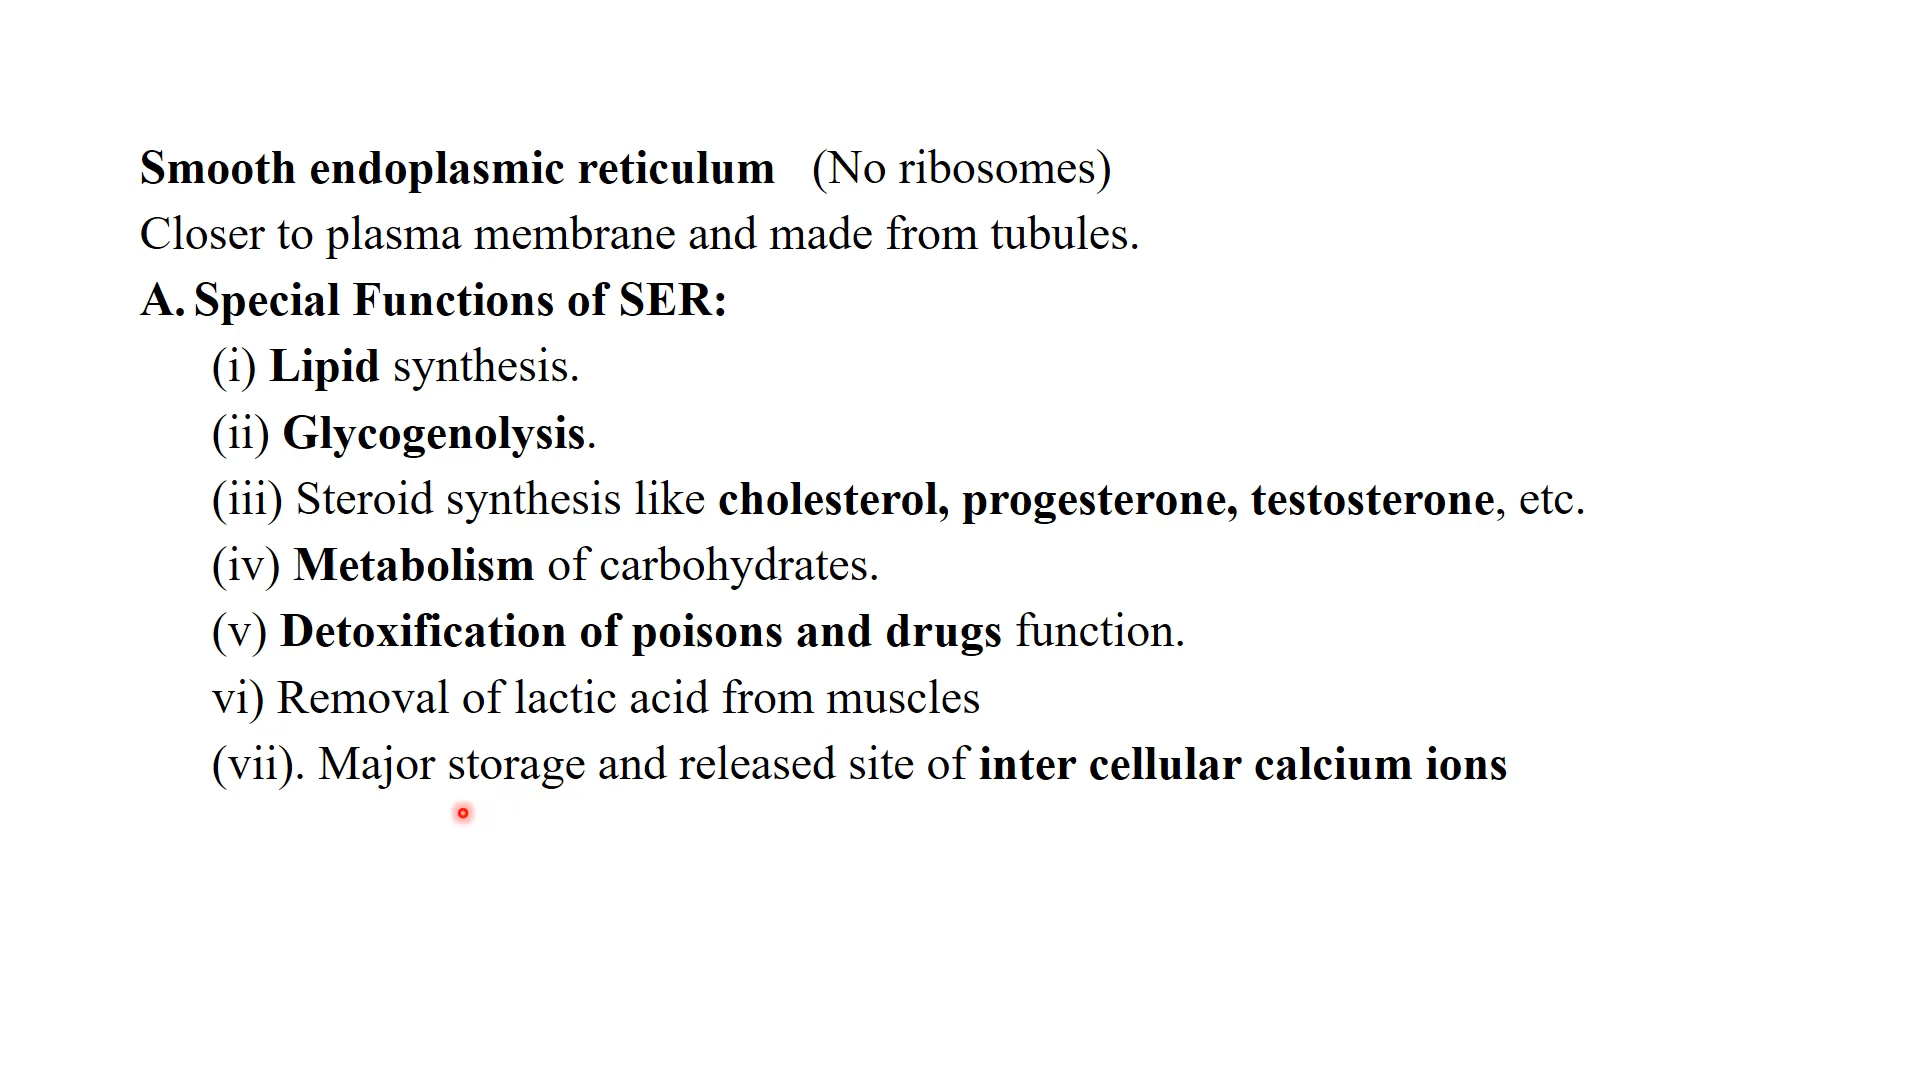 Smooth endoplasmic reticulum (No ribosomes)
Closer to plasma membrane and made from tubules.
A. Special Functions of SER:
(i) Lipid synthesis.
(ii) Glycogenolysis.
(iii) Steroid synthesis like cholesterol, progesterone, testosterone, etc.
(iv) Metabolism of carbohydrates.
(v) Detoxification of poisons and drugs function.
vi) Removal of lactic acid from muscles
(vii). Major storage and released site of inter cellular calcium ions